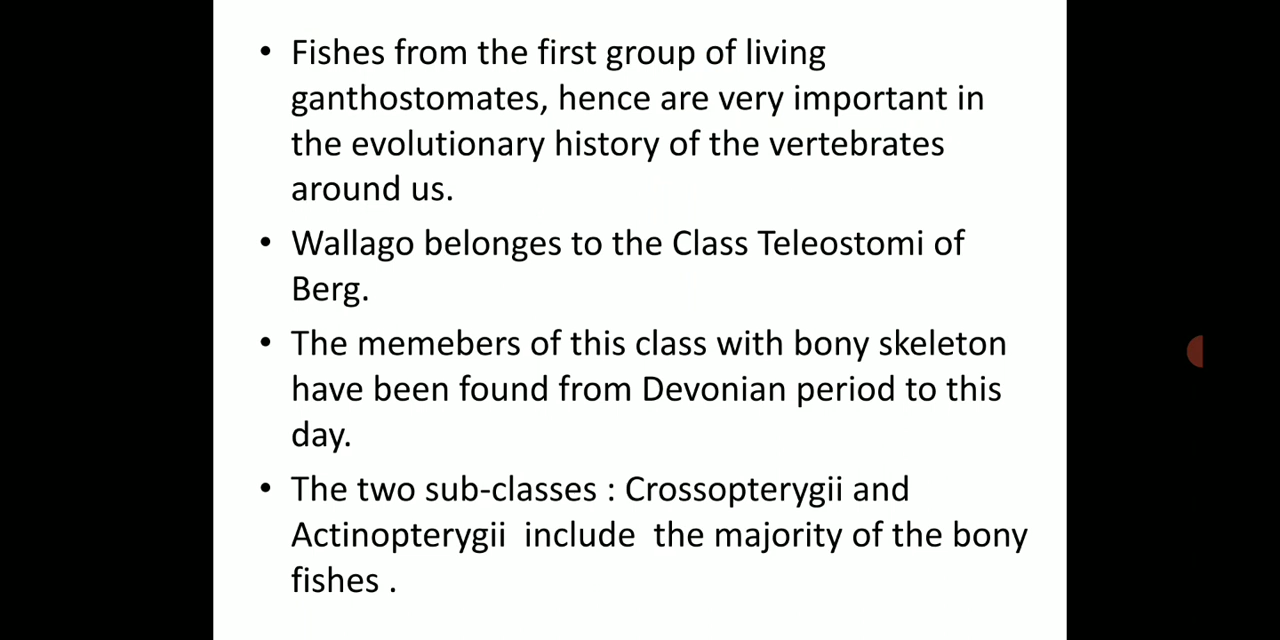 • Fishes from the first group of living
ganthostomates, hence are very important in
the evolutionary history of the vertebrates
around us.
• Wallago belonges to the Class Teleostomi of
Berg.
• The memebers of this class with bony skeleton
have been found from Devonian period to this
day.
• The two sub-classes : Crossopterygii and
Actinopterygii include the majority of the bony
fishes .